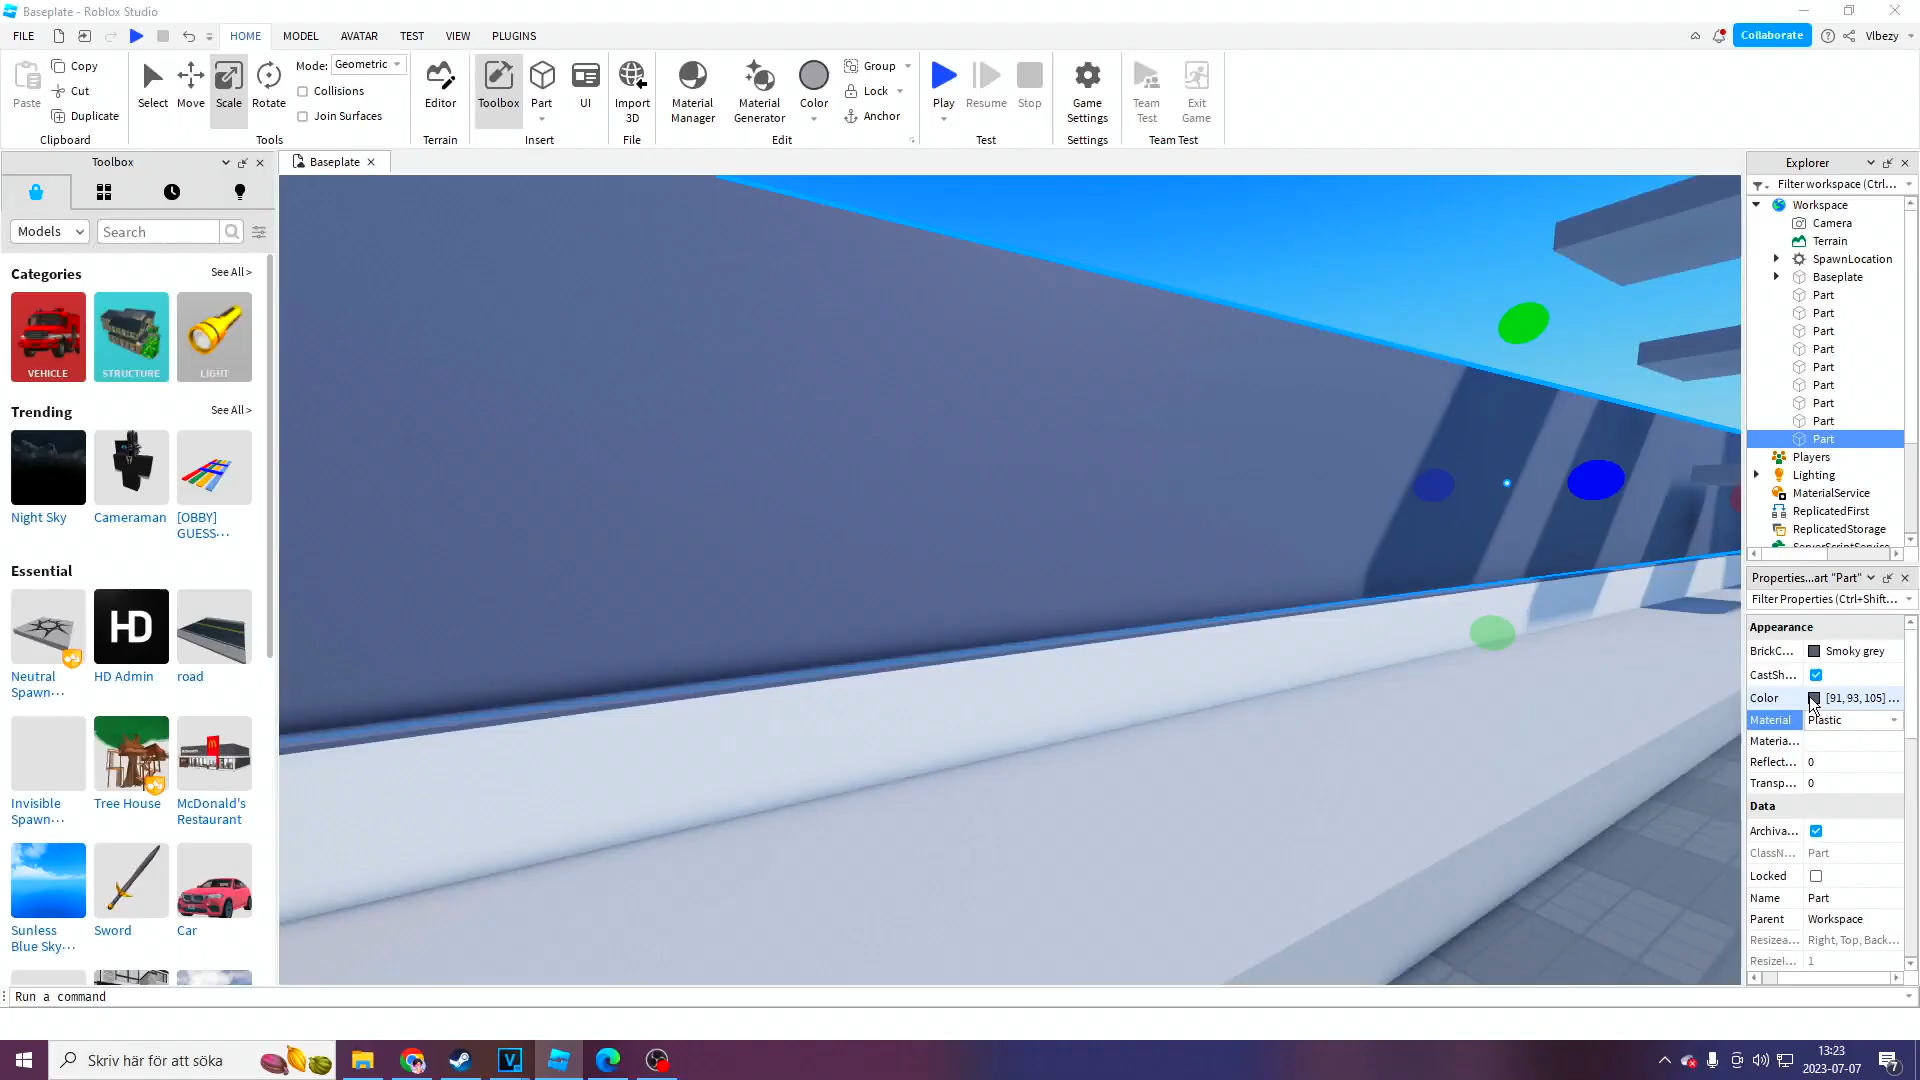 Baseplate - Roblox Studio
FILE
HOME
MODEL
AVATAR
TEST
VIEW
PLUGINS
Collaborate
Vlbezy
Paste
Copy
Cut
Duplicate
Clipboard
Select
Move
Scale
Rotate
Mode:
Geometric
Collisions
Join Surfaces
Tools
Editor
Terrain
Toolbox
Part
UI
Insert
Import
3D
File
Material
Manager
Material
Generator
Color
Group
Lock
Anchor
Edit
Play
Resume
Stop
Test
Game
Settings
Settings
Team
Test
Exit
Game
Team Test
Toolbox
Models
Search
Categories
See All >
VEHICLE
STRUCTURE
LIGHT
Trending
See All >
Night Sky
Cameraman
[OBBY]
GUESS...
Essential
HD
Neutral
Spawn...
HD Admin
road
Invisible
Spawn...
Tree House
McDonald's
Restaurant
Sunless
Blue Sky...
Sword
Car
Baseplate
Explorer
Filter workspace (Ctrl...
Workspace
Camera
Terrain
SpawnLocation
Baseplate
Part
Part
Part
Part
Part
Part
Part
Part
Part
Players
Lighting
MaterialService
ReplicatedFirst
ReplicatedStorage
ServerScriptService
Properties...art "Part"
Filter Properties (Ctrl+Shift...
Appearance
BrickC... Smoky grey
CastSh...
Color [91, 93, 105] ...
Material Plastic
Materia...
Reflect... 0
Transp... 0
Data
Archiva...
ClassN... Part
Locked
Name Part
Parent Workspace
Resizea... Right, Top, Back...
ResizeI... 1
Run a command
Skriv här för att söka
13:23
2023-07-07
7